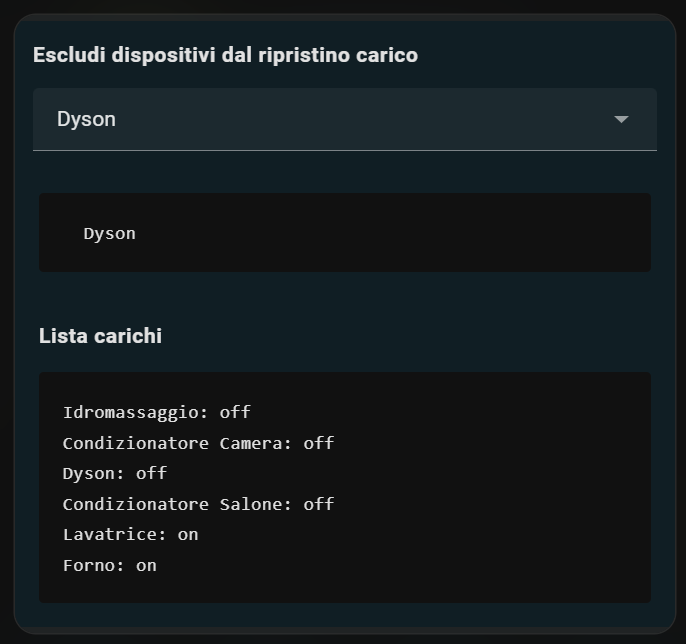 Escludi dispositivi dal ripristino carico
Dyson
Dyson
Lista carichi
Idromassaggio: off
Condizionatore Camera: off
Dyson: off
Condizionatore Salone: off
Lavatrice: on
Forno: on